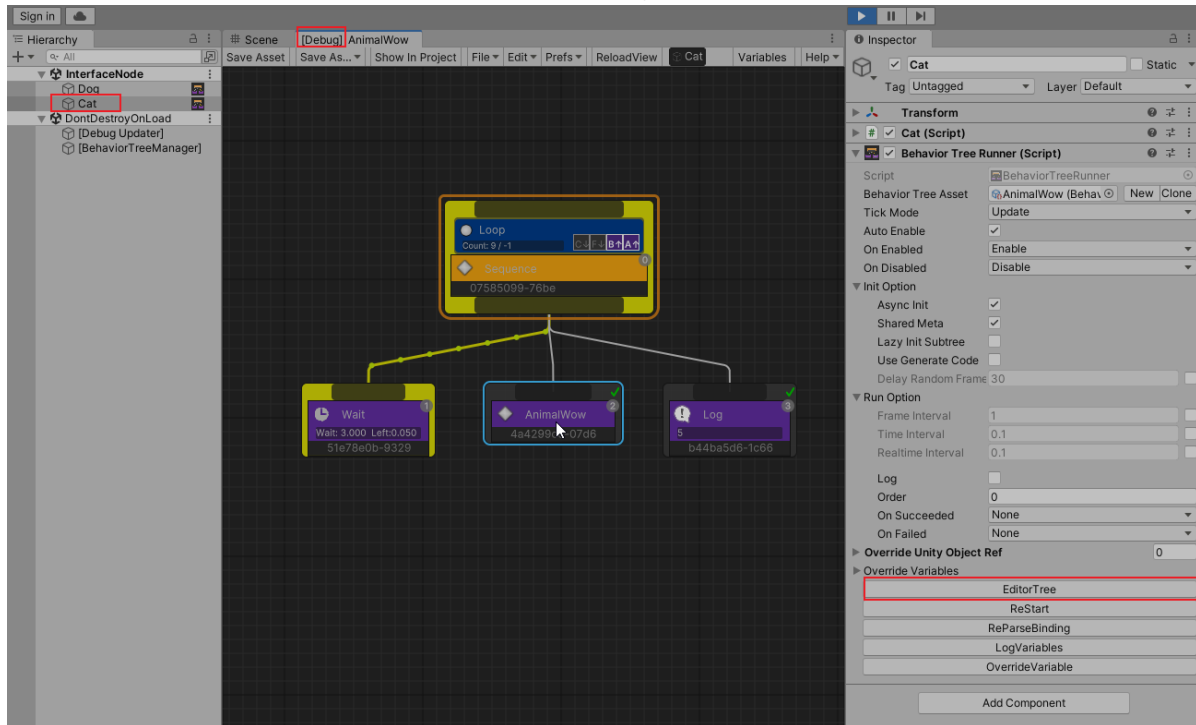 Sign in
Hierarchy
All
InterfaceNode
Dog
Cat
DontDestroyOnLoad
[Debug Updater]
[BehaviorTreeManager]
Scene
[Debug] AnimalWow
Save Asset
Save As...
Show In Project
File
Edit
Prefs
ReloadView
Cat
Variables
Help
Loop
Count: 9 / -1
C↓ F↓ B↑ A↑
Sequence
0
07585099-76be
Wait
1
Wait: 3.000 Left:0.050
51e78e0b-9329
AnimalWow
2
07d6
Log
3
5
b44ba5d6-1c66
Inspector
Cat
Static
Tag Untagged
Layer Default
Transform
# Cat (Script)
Behavior Tree Runner (Script)
Script BehaviorTreeRunner
Behavior Tree Asset AnimalWow (Behav New Clone
Tick Mode Update
Auto Enable
On Enabled Enable
On Disabled Disable
Init Option
Async Init
Shared Meta
Lazy Init Subtree
Use Generate Code
Delay Random Frame 30
Run Option
Frame Interval 1
Time Interval 0.1
Realtime Interval 0.1
Log
Order 0
On Succeeded None
On Failed None
Override Unity Object Ref 0
Override Variables
EditorTree
ReStart
ReParseBinding
LogVariables
OverrideVariable
Add Component